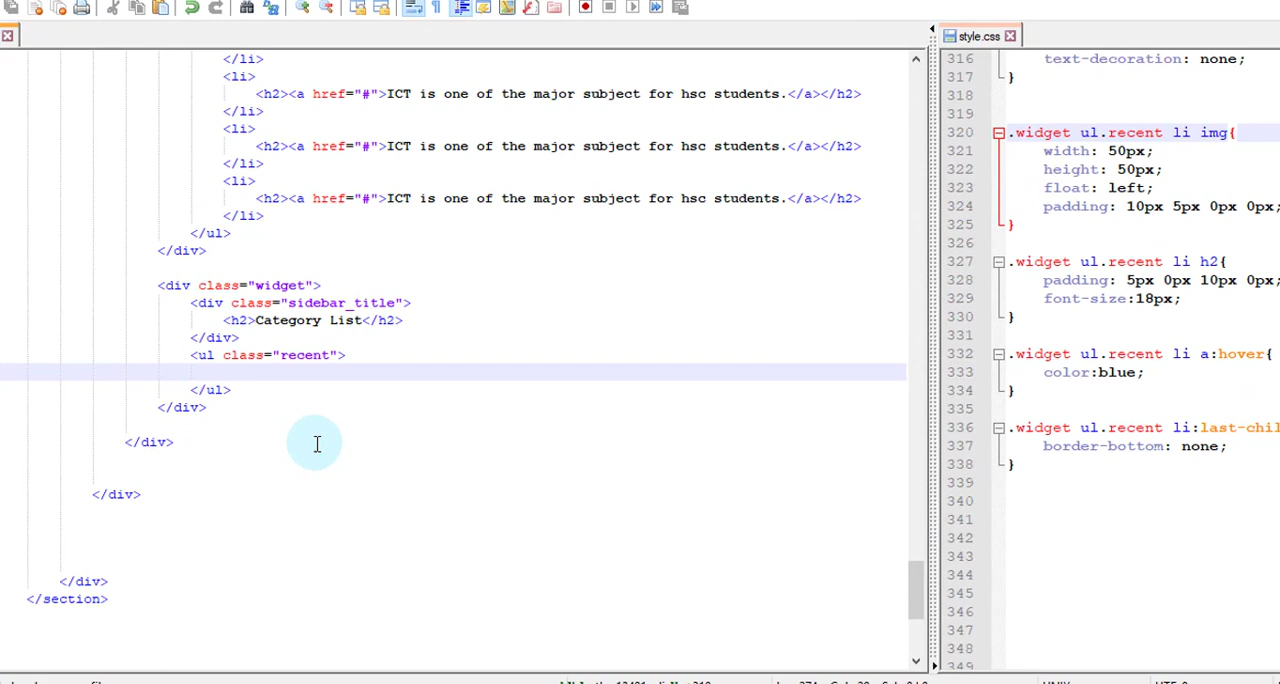 style.css
</li>
<li>
<h2><a href="#">ICT is one of the major subject for hsc students.</a></h2>
</li>
<li>
<h2><a href="#">ICT is one of the major subject for hsc students.</a></h2>
</li>
<li>
<h2><a href="#">ICT is one of the major subject for hsc students.</a></h2>
</li>
</ul>
</div>
<div class="widget">
<div class="sidebar_title">
<h2>Category List</h2>
</div>
<ul class="recent">
</ul>
</div>
</div>
</div>
</div>
</section>
316 text-decoration: none;
317 }
318
319
320 .widget ul.recent li img{
321 width: 50px;
322 height: 50px;
323 float: left;
324 padding: 10px 5px 0px 0px;
325 }
326
327 .widget ul.recent li h2{
328 padding: 5px 0px 10px 0px;
329 font-size:18px;
330 }
331
332 .widget ul.recent li a:hover{
333 color:blue;
334 }
335
336 .widget ul.recent li:last-chil
337 border-bottom: none;
338 }
339
340
341
342
343
344
345
346
347
348
349